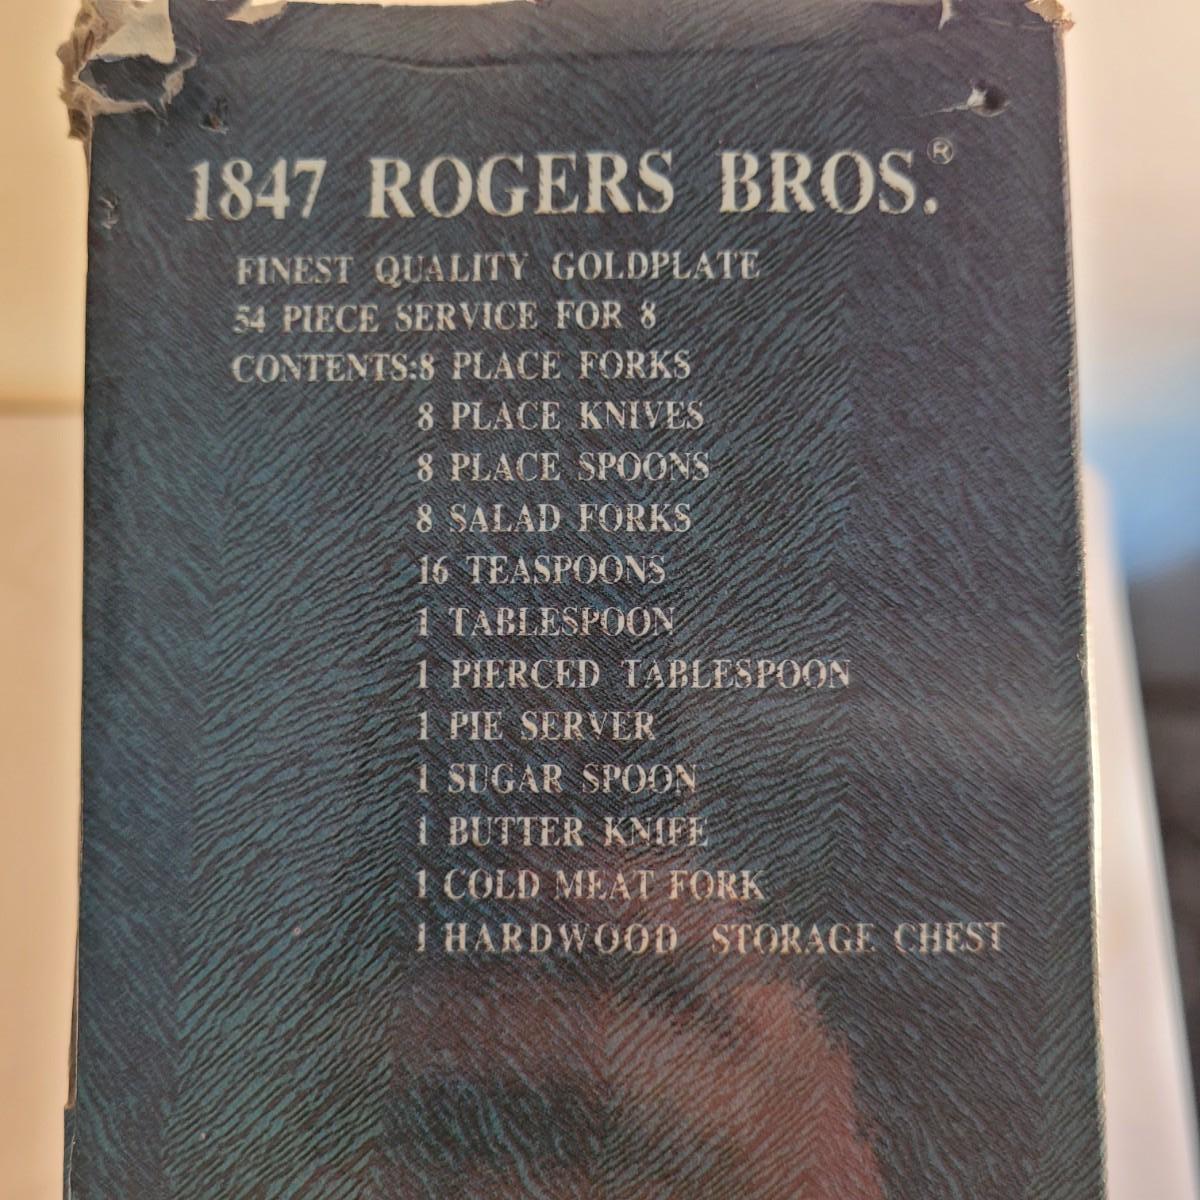 1847 ROGERS BROS.®
FINEST QUALITY GOLDPLATE
54 PIECE SERVICE FOR 8
CONTENTS:8 PLACE FORKS
8 PLACE KNIVES
8 PLACE SPOONS
8 SALAD FORKS
16 TEASPOONS
1 TABLESPOON
1 PIERCED TABLESPOON
1 PIE SERVER
1 SUGAR SPOON
1 BUTTER KNIFE
1 COLD MEAT FORK
1 HARDWOOD STORAGE CHEST